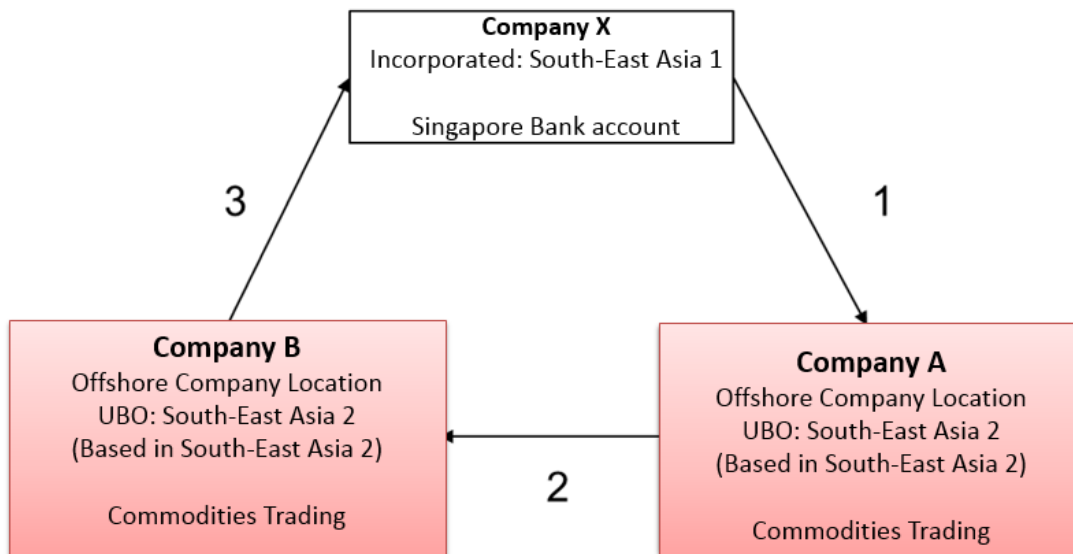 Company X
Incorporated: South-East Asia 1
Singapore Bank account
3
1
Company B
Offshore Company Location
UBO: South-East Asia 2
(Based in South-East Asia 2)
Commodities Trading
2
Company A
Offshore Company Location
UBO: South-East Asia 2
(Based in South-East Asia 2)
Commodities Trading